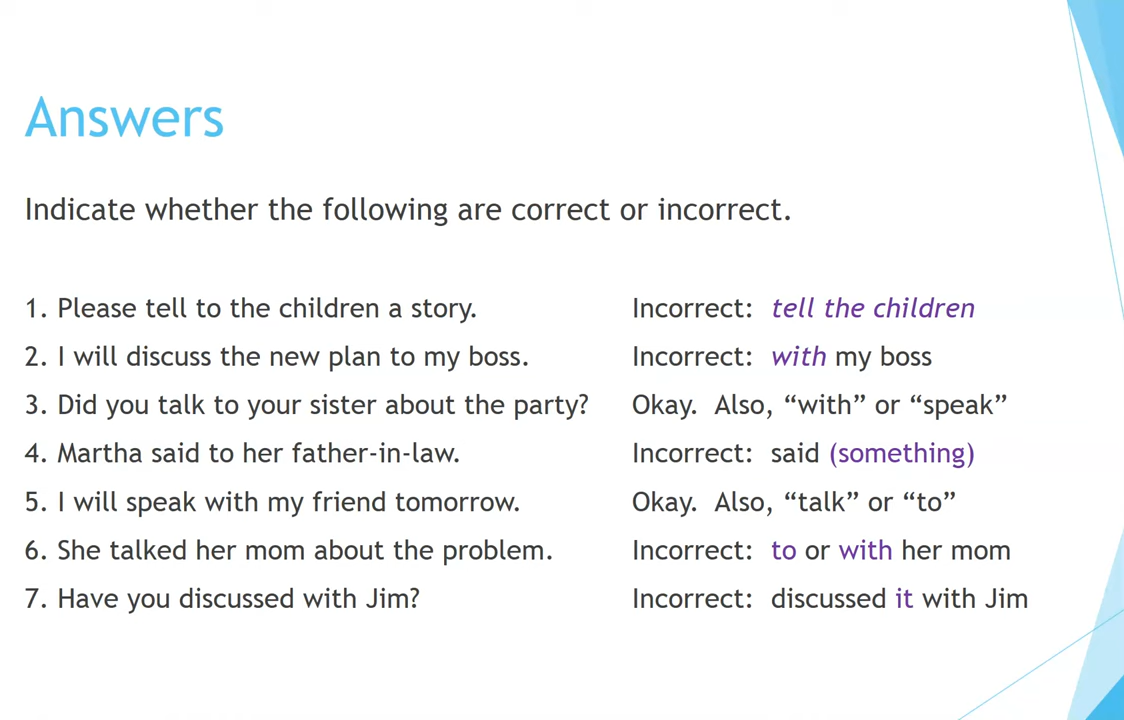 Answers
Indicate whether the following are correct or incorrect.
1. Please tell to the children a story. Incorrect: tell the children
2. I will discuss the new plan to my boss. Incorrect: with my boss
3. Did you talk to your sister about the party? Okay. Also, “with” or “speak”
4. Martha said to her father-in-law. Incorrect: said (something)
5. I will speak with my friend tomorrow. Okay. Also, “talk” or “to”
6. She talked her mom about the problem. Incorrect: to or with her mom
7. Have you discussed with Jim? Incorrect: discussed it with Jim